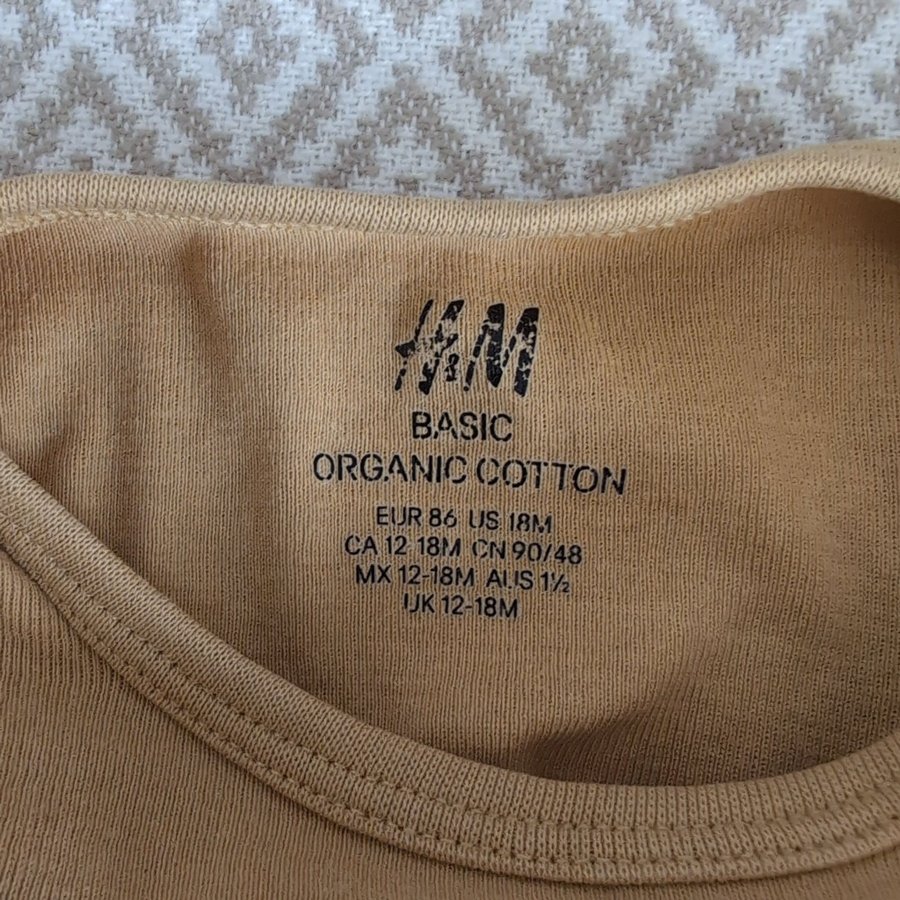 H&M
BASIC
ORGANIC COTTON
EUR 86 US 18M
CA 12-18M CN 90/48
MX 12-18M AUS 1½
UK 12-18M